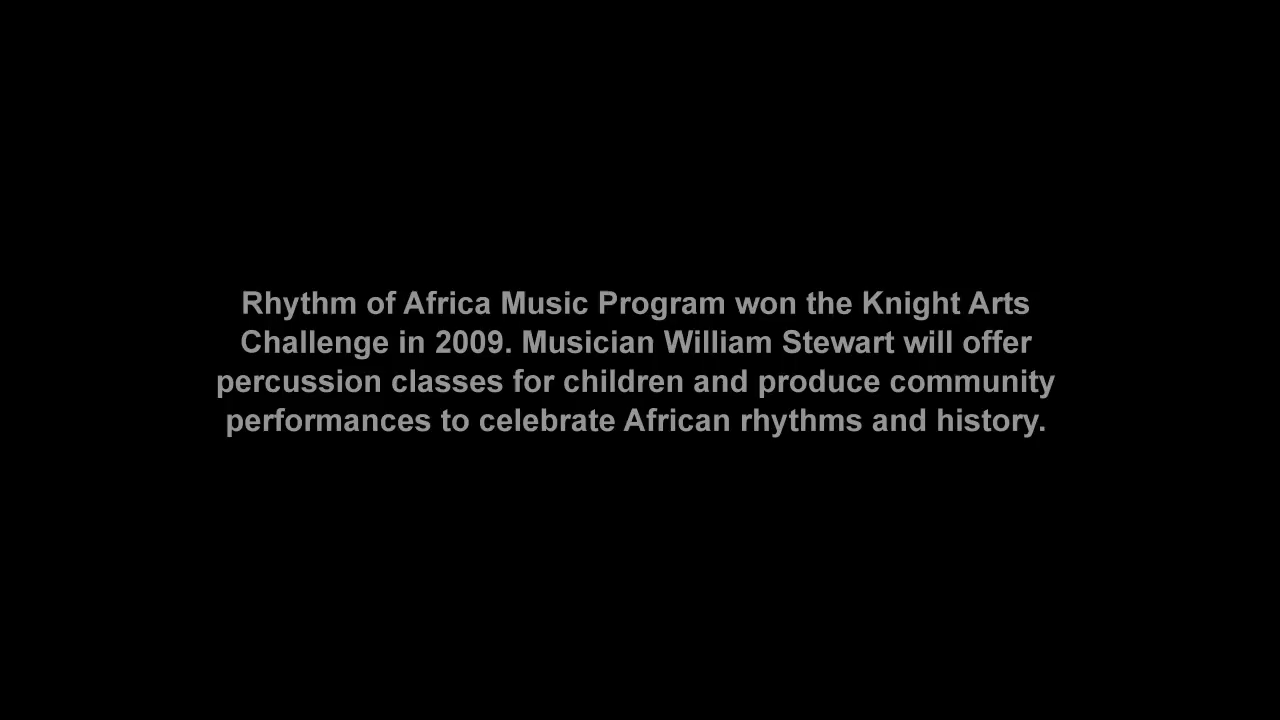 Rhythm of Africa Music Program won the Knight Arts
Challenge in 2009. Musician William Stewart will offer
percussion classes for children and produce community
performances to celebrate African rhythms and history.